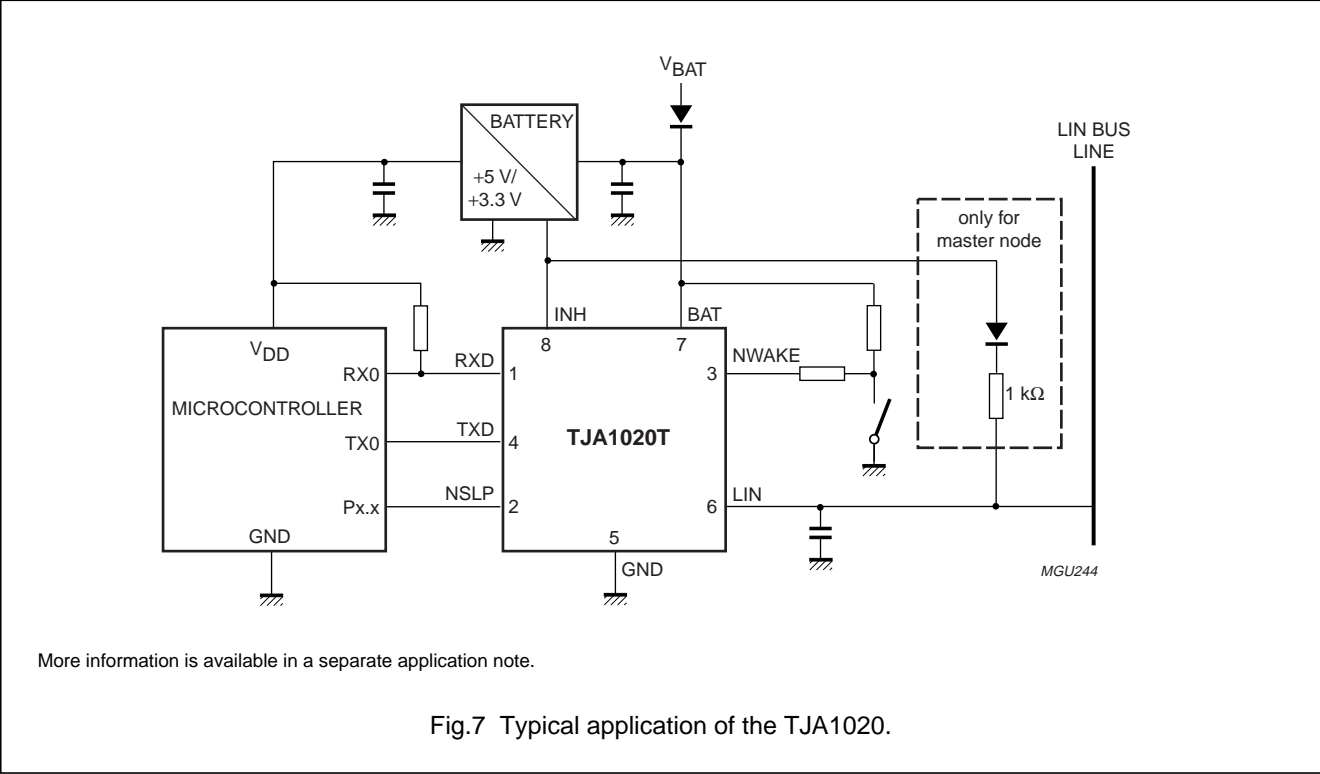 VBAT
BATTERY
+5 V/
+3.3 V
LIN BUS
LINE
only for
master node
INH
BAT
VDD
8
7
RX0
RXD
1
3
NWAKE
1 kΩ
MICROCONTROLLER
TX0
TXD
4
TJA1020T
Px.x
NSLP
2
6
LIN
GND
5
GND
MGU244
More information is available in a separate application note.
Fig.7 Typical application of the TJA1020.